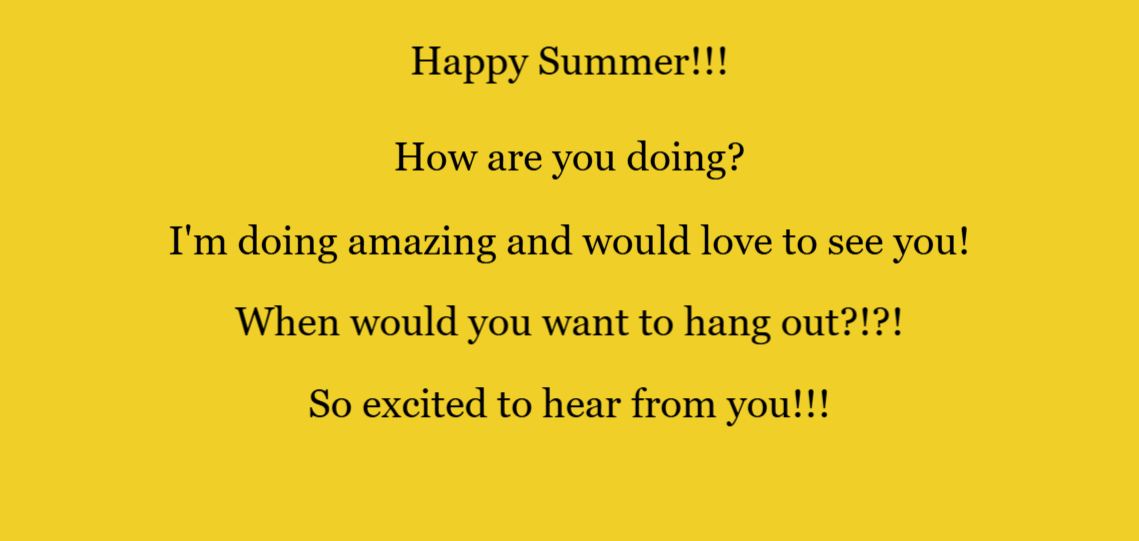 Happy Summer!!!
How are you doing?
I'm doing amazing and would love to see you!
When would you want to hang out?!?!
So excited to hear from you!!!